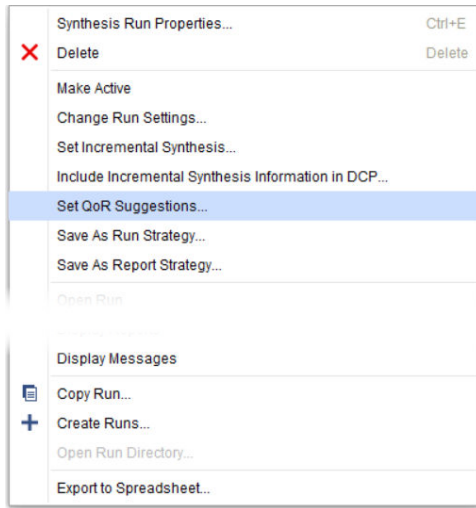 Synthesis Run Properties... Ctrl+E
Delete Delete
Make Active
Change Run Settings...
Set Incremental Synthesis...
Include Incremental Synthesis Information in DCP...
Set QoR Suggestions...
Save As Run Strategy...
Save As Report Strategy...
Open Run
Display Messages
Copy Run...
Create Runs...
Open Run Directory...
Export to Spreadsheet...